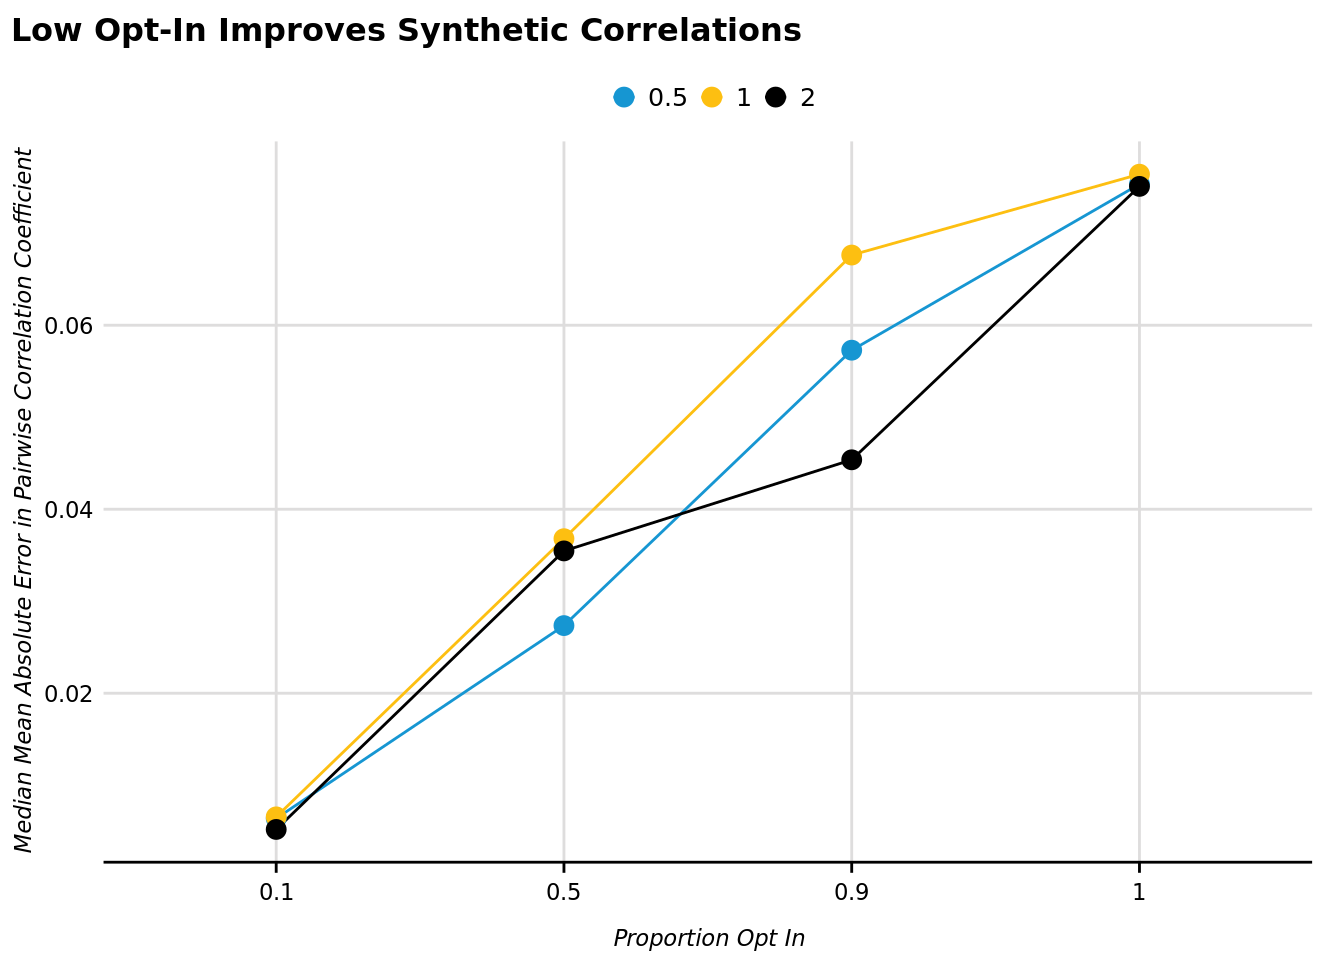 Low Opt-In Improves Synthetic Correlations
0.5 1 2
Median Mean Absolute Error in Pairwise Correlation Coefficient
0.06
0.04
0.02
0.1 0.5 0.9 1
Proportion Opt In